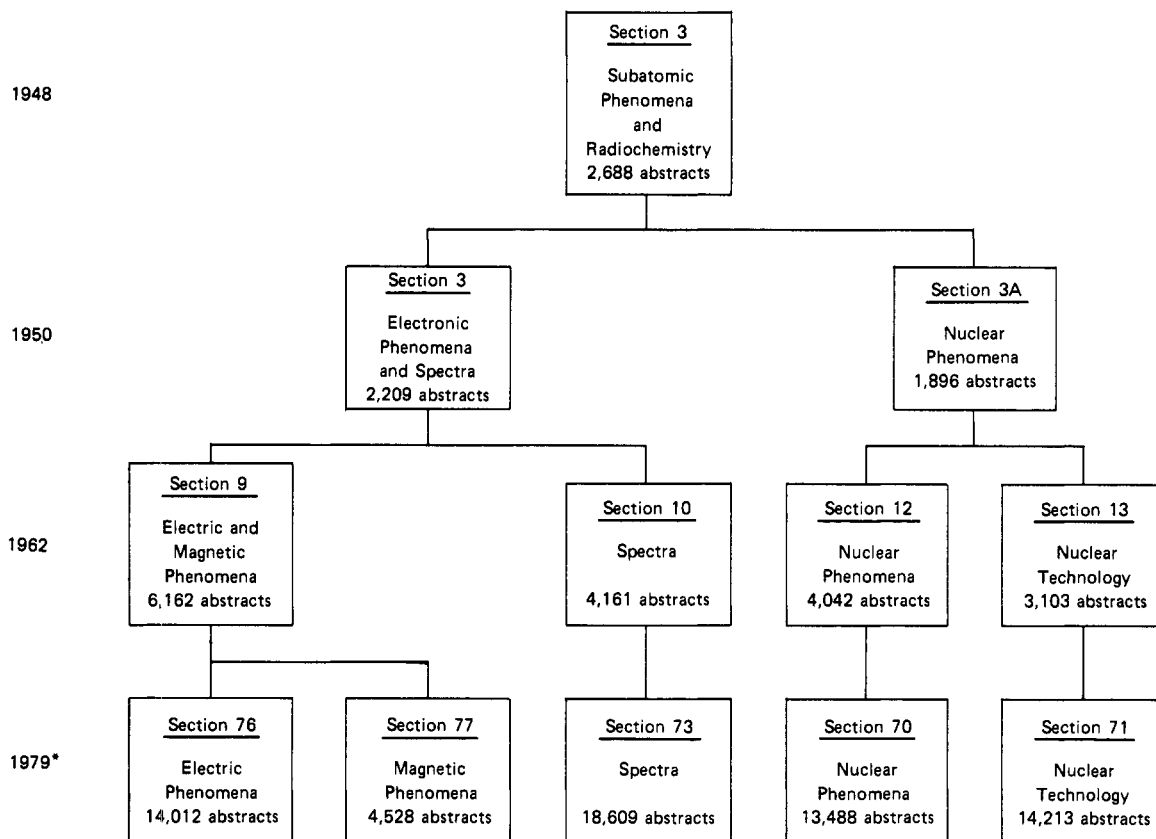 1948
Section 3
Subatomic
Phenomena
and
Radiochemistry
2,688 abstracts
1950
Section 3
Electronic
Phenomena
and Spectra
2,209 abstracts
Section 3A
Nuclear
Phenomena
1,896 abstracts
1962
Section 9
Electric and
Magnetic
Phenomena
6,162 abstracts
Section 10
Spectra
4,161 abstracts
Section 12
Nuclear
Phenomena
4,042 abstracts
Section 13
Nuclear
Technology
3,103 abstracts
1979*
Section 76
Electric
Phenomena
14,012 abstracts
Section 77
Magnetic
Phenomena
4,528 abstracts
Section 73
Spectra
18,609 abstracts
Section 70
Nuclear
Phenomena
13,488 abstracts
Section 71
Nuclear
Technology
14,213 abstracts